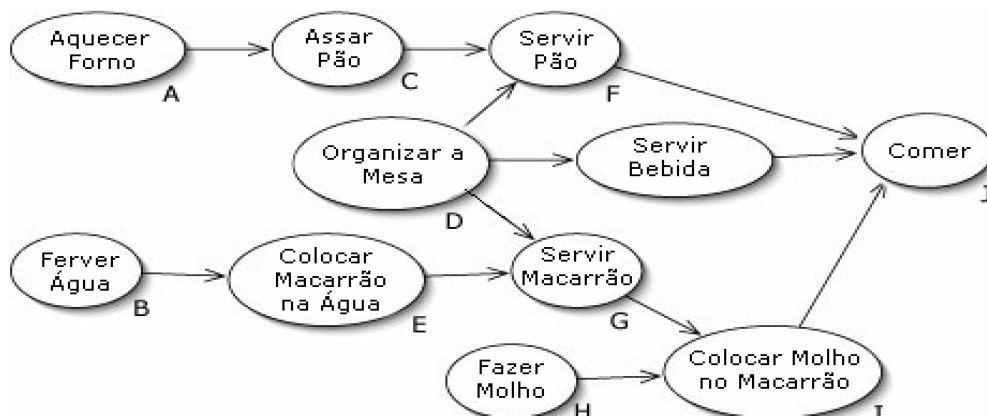 Aquecer
Forno
A
Assar
Pão
C
Servir
Pão
F
Organizar a
Mesa
D
Servir
Bebida
Comer
J
Ferver
Água
B
Colocar
Macarrão
na Água
E
Servir
Macarrão
G
Fazer
Molho
H
Colocar Molho
no Macarrão
I